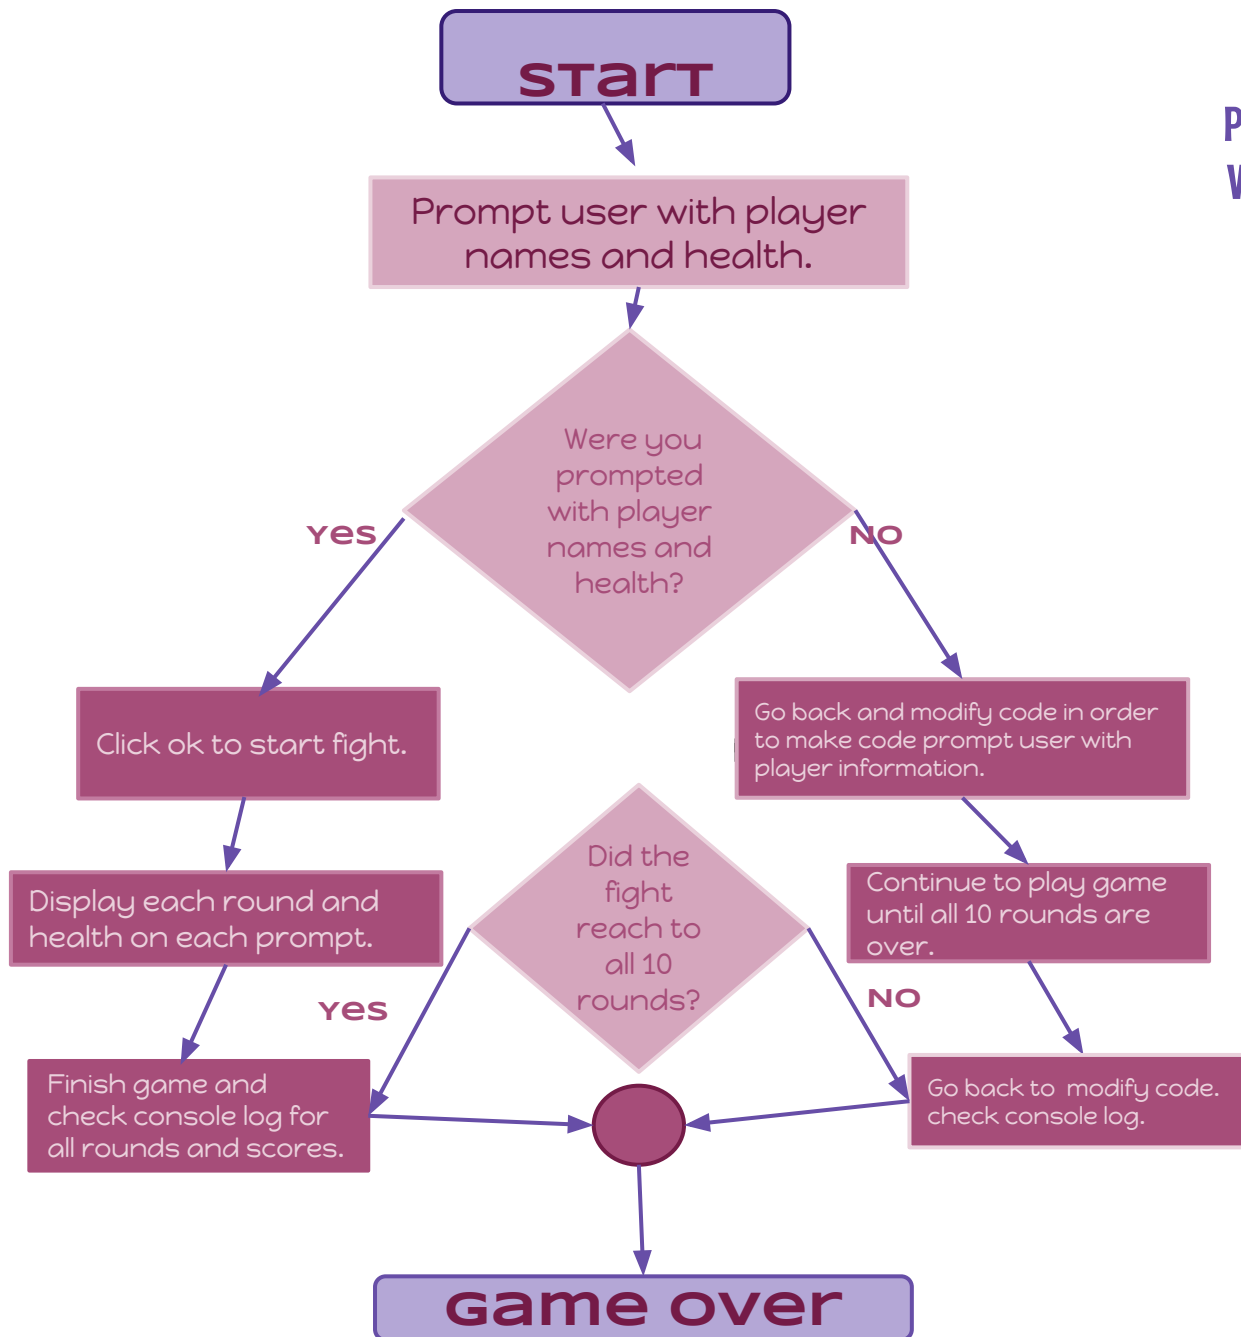 START
P
W
Prompt user with player
names and health.
Were you
prompted
with player
names and
health?
Yes
NO
Click ok to start fight.
Go back and modify code in order
to make code prompt user with
player information.
Did the
fight
reach to
all 10
rounds?
Display each round and
health on each prompt.
Continue to play game
until all 10 rounds are
over.
Yes
NO
Finish game and
check console log for
all rounds and scores.
Go back to  modify code.
check console log.
Game over